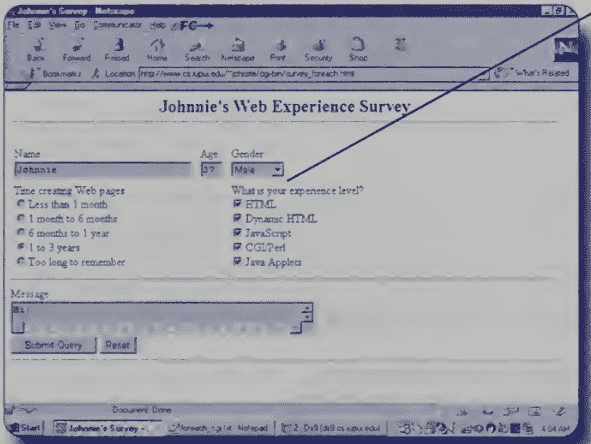 Johnnie's Survey - Netscape
File Edit View Go Communicator Help
Back Forward Reload Home Search Netscape Print Security Shop
Bookmarks Location: What's Related
Johnnie's Web Experience Survey
Name Age Gender
Johnnie 37 Male
Time creating Web pages What is your experience level?
Less than 1 month HTML
1 month to 6 months Dynamic HTML
6 months to 1 year JavaScript
1 to 3 years CGI/Perl
Too long to remember Java Applets
Message
Submit Query Reset
Document: Done
Start Johnnie's Survey - Notepad 4:04 AM